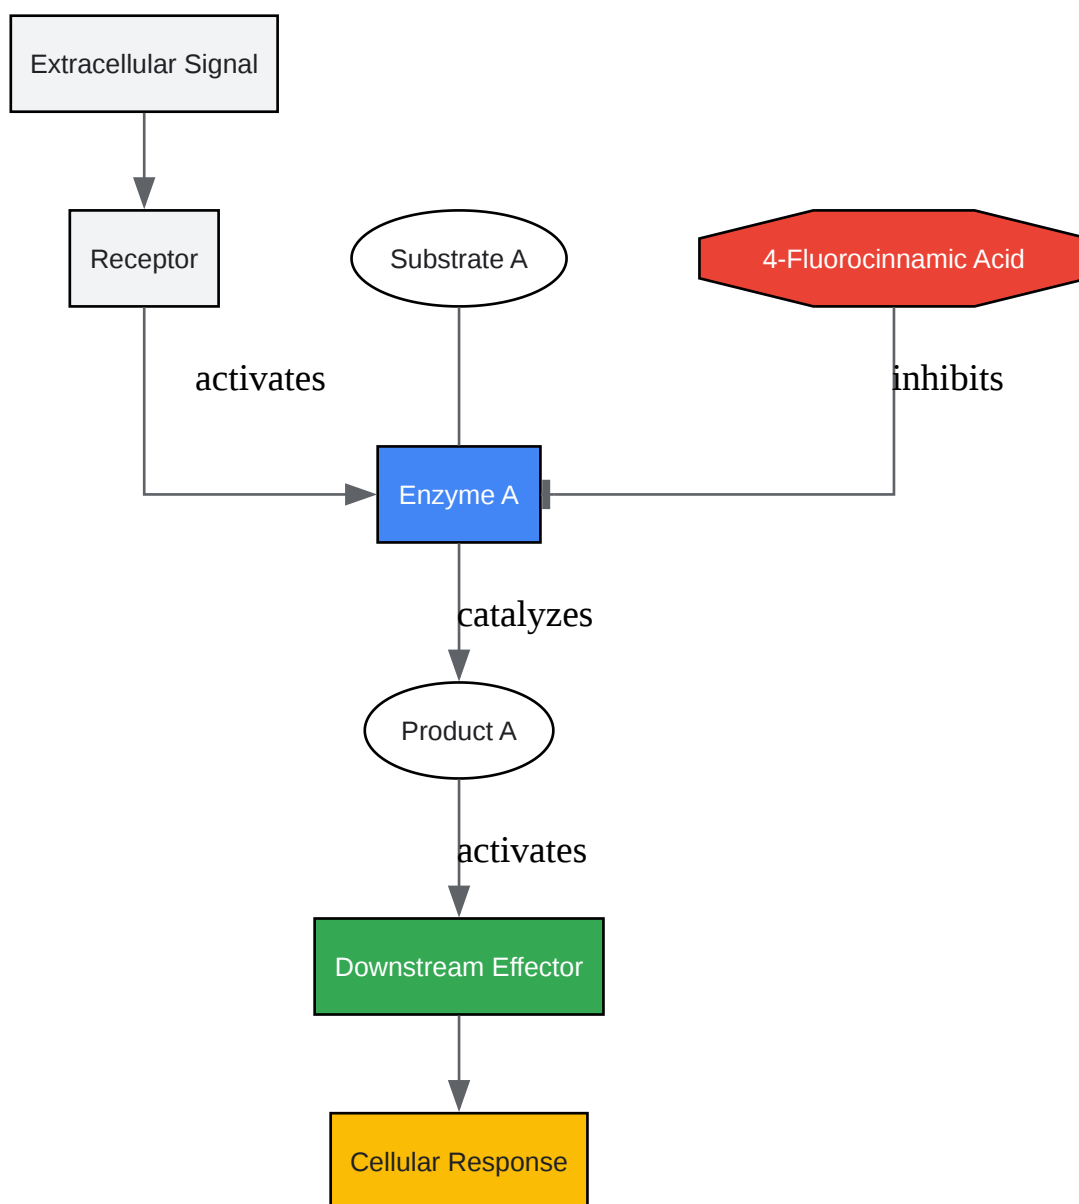 Extracellular Signal
Receptor
Substrate A
4-Fluorocinnamic Acid
activates
inhibits
Enzyme A
catalyzes
Product A
activates
Downstream Effector
Cellular Response